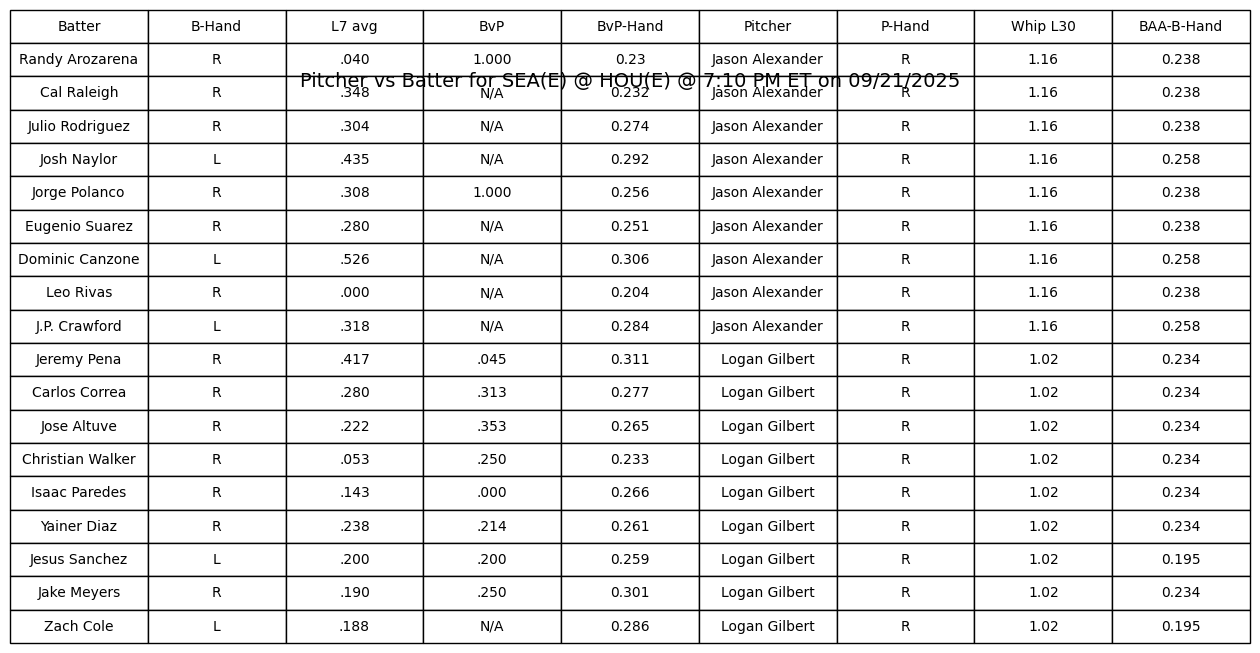 Batter B-Hand L7 avg BvP BvP-Hand Pitcher P-Hand Whip L30 BAA-B-Hand
Randy Arozarena R .040 1.000 0.23 Jason Alexander R 1.16 0.238
Pitcher vs Batter for SEA(E) @ HOU(E) @ 7:10 PM ET on 09/21/2025
Cal Raleigh R .348 N/A 0.232 Jason Alexander R 1.16 0.238
Julio Rodriguez R .304 N/A 0.274 Jason Alexander R 1.16 0.238
Josh Naylor L .435 N/A 0.292 Jason Alexander R 1.16 0.258
Jorge Polanco R .308 1.000 0.256 Jason Alexander R 1.16 0.238
Eugenio Suarez R .280 N/A 0.251 Jason Alexander R 1.16 0.238
Dominic Canzone L .526 N/A 0.306 Jason Alexander R 1.16 0.258
Leo Rivas R .000 N/A 0.204 Jason Alexander R 1.16 0.238
J.P. Crawford L .318 N/A 0.284 Jason Alexander R 1.16 0.258
Jeremy Pena R .417 .045 0.311 Logan Gilbert R 1.02 0.234
Carlos Correa R .280 .313 0.277 Logan Gilbert R 1.02 0.234
Jose Altuve R .222 .353 0.265 Logan Gilbert R 1.02 0.234
Christian Walker R .053 .250 0.233 Logan Gilbert R 1.02 0.234
Isaac Paredes R .143 .000 0.266 Logan Gilbert R 1.02 0.234
Yainer Diaz R .238 .214 0.261 Logan Gilbert R 1.02 0.234
Jesus Sanchez L .200 .200 0.259 Logan Gilbert R 1.02 0.195
Jake Meyers R .190 .250 0.301 Logan Gilbert R 1.02 0.234
Zach Cole L .188 N/A 0.286 Logan Gilbert R 1.02 0.195